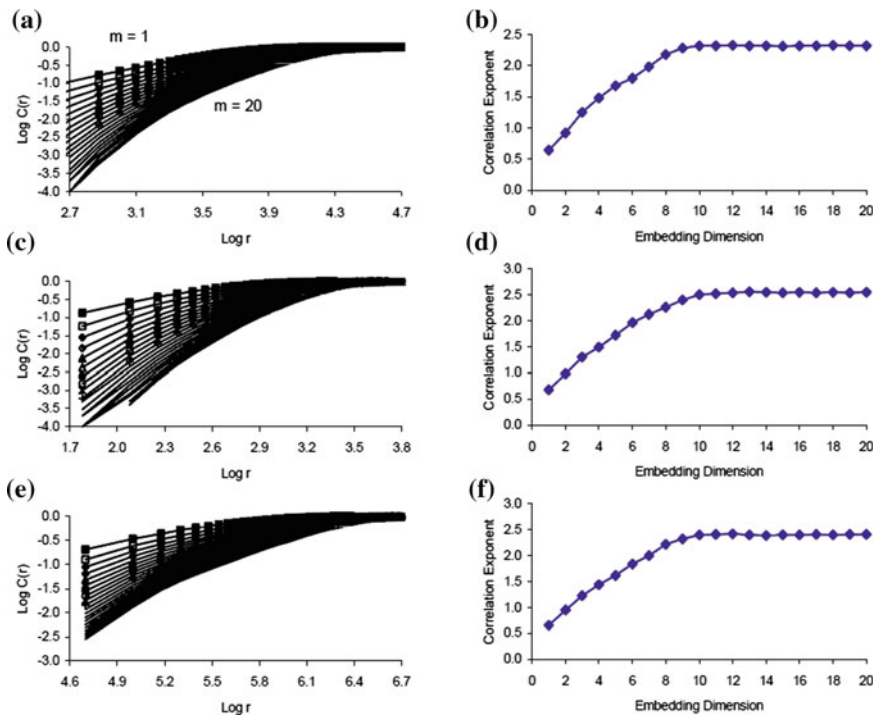 (a)
m = 1
m = 20
0.0
-0.5
-1.0
-1.5
-2.0
-2.5
-3.0
-3.5
-4.0
Log C(r)
2.7 3.1 3.5 3.9 4.3 4.7
Log r
(b)
2.5
2.0
1.5
1.0
0.5
0.0
Correlation Exponent
0 2 4 6 8 10 12 14 16 18 20
Embedding Dimension
(c)
0.0
-0.5
-1.0
-1.5
-2.0
-2.5
-3.0
-3.5
-4.0
Log C(r)
1.7 2.0 2.3 2.6 2.9 3.2 3.5 3.8
Log r
(d)
3.0
2.5
2.0
1.5
1.0
0.5
0.0
Correlation Exponent
0 2 4 6 8 10 12 14 16 18 20
Embedding Dimension
(e)
0.0
-0.5
-1.0
-1.5
-2.0
-2.5
-3.0
Log C(r)
4.6 4.9 5.2 5.5 5.8 6.1 6.4 6.7
Log r
(f)
3.0
2.5
2.0
1.5
1.0
0.5
0.0
Correlation Exponent
0 2 4 6 8 10 12 14 16 18 20
Embedding Dimension